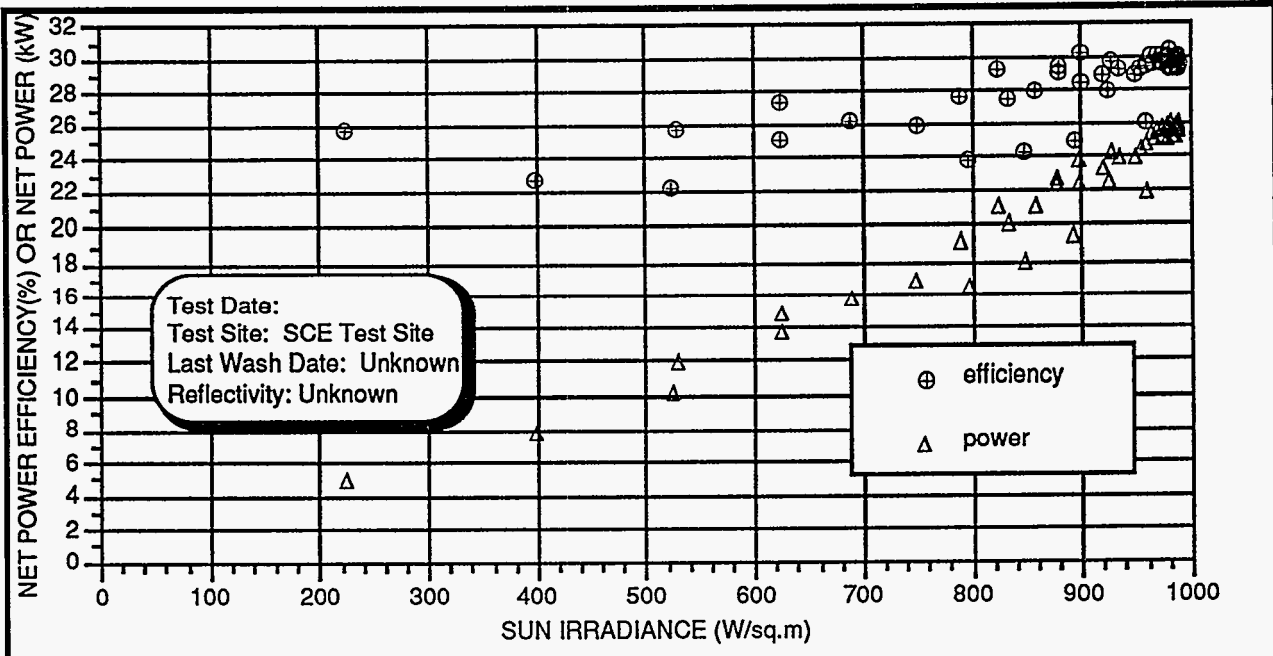 NET POWER EFFICIENCY(%) OR NET POWER (kW)
32
30
28
26
24
22
20
18
16
14
12
10
8
6
4
2
0
Test Date:
Test Site: SCE Test Site
Last Wash Date: Unknown
Reflectivity: Unknown
efficiency
power
0 100 200 300 400 500 600 700 800 900 1000
SUN IRRADIANCE (W/sq.m)